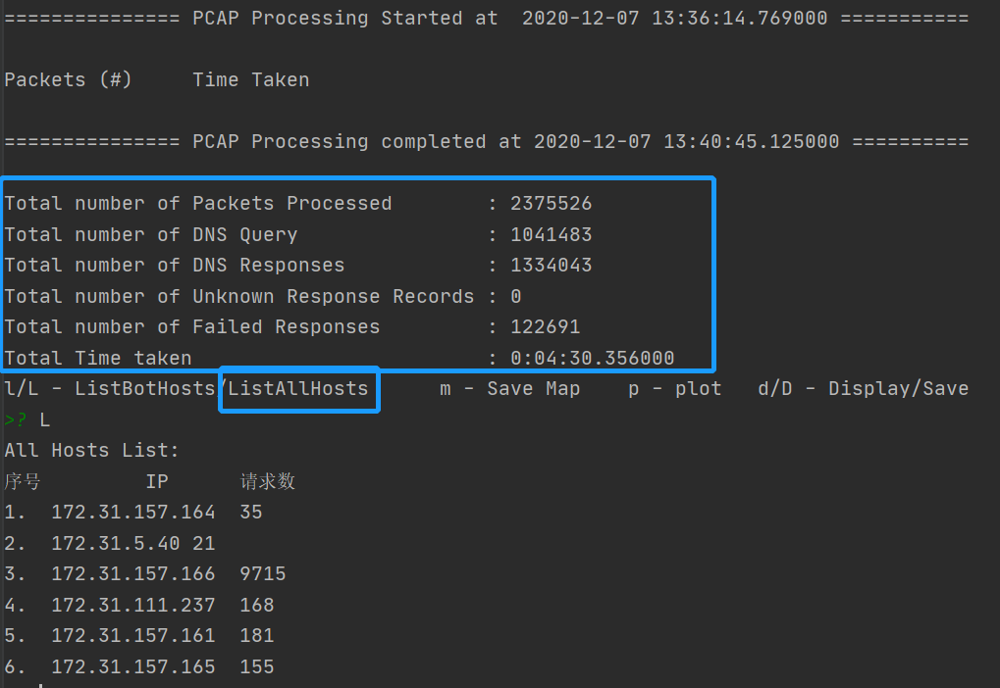 =============== PCAP Processing Started at  2020-12-07 13:36:14.769000 ===========
Packets (#)     Time Taken
=============== PCAP Processing completed at 2020-12-07 13:40:45.125000 ==========
Total number of Packets Processed        : 2375526
Total number of DNS Query                : 1041483
Total number of DNS Responses            : 1334043
Total number of Unknown Response Records : 0
Total number of Failed Responses         : 122691
Total Time taken                         : 0:04:30.356000
l/L - ListBotHosts/ListAllHosts      m - Save Map    p - plot   d/D - Display/Save
>? L
All Hosts List:
序号         IP      请求数
1.  172.31.157.164  35
2.  172.31.5.40 21
3.  172.31.157.166  9715
4.  172.31.111.237  168
5.  172.31.157.161  181
6.  172.31.157.165  155